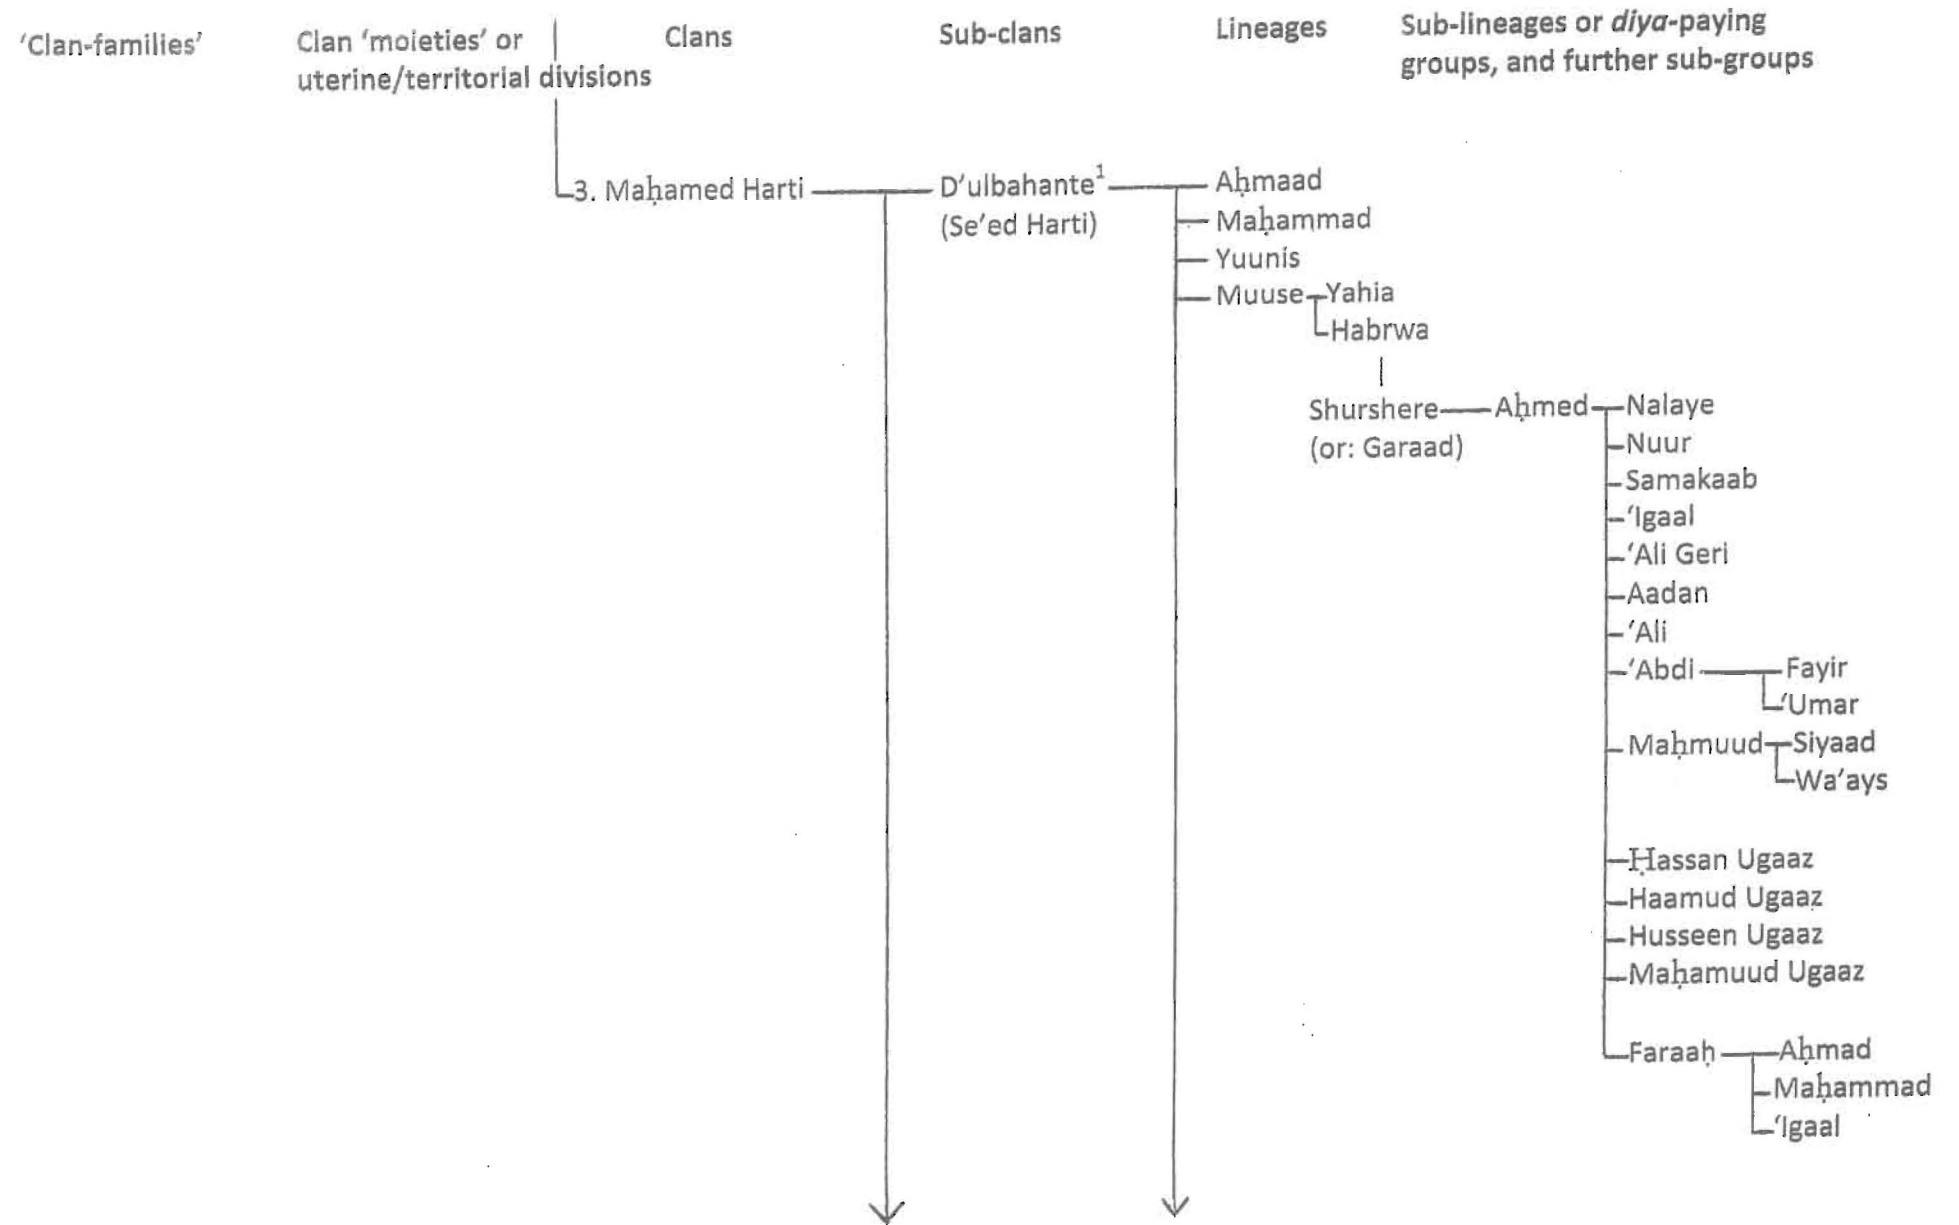 'Clan-families'
Clan 'moieties' or
uterine/territorial divisions
Clans
Sub-clans
Lineages
Sub-lineages or diya-paying
groups, and further sub-groups
3. Maḥamed Harti
D'ulbahante¹
(Se'ed Harti)
Aḥmaad
Maḥammad
Yuunis
Muuse
Yahia
Habrwa
Shurshere
(or: Garaad)
Aḥmed
Nalaye
Nuur
Samakaab
'Igaal
'Ali Geri
Aadan
'Ali
'Abdi
Fayir
'Umar
Maḥmuud
Siyaad
Wa'ays
Ḥassan Ugaaz
Haamud Ugaaz
Husseen Ugaaz
Maḥamuud Ugaaz
Faraaḥ
Aḥmad
Maḥammad
'Igaal